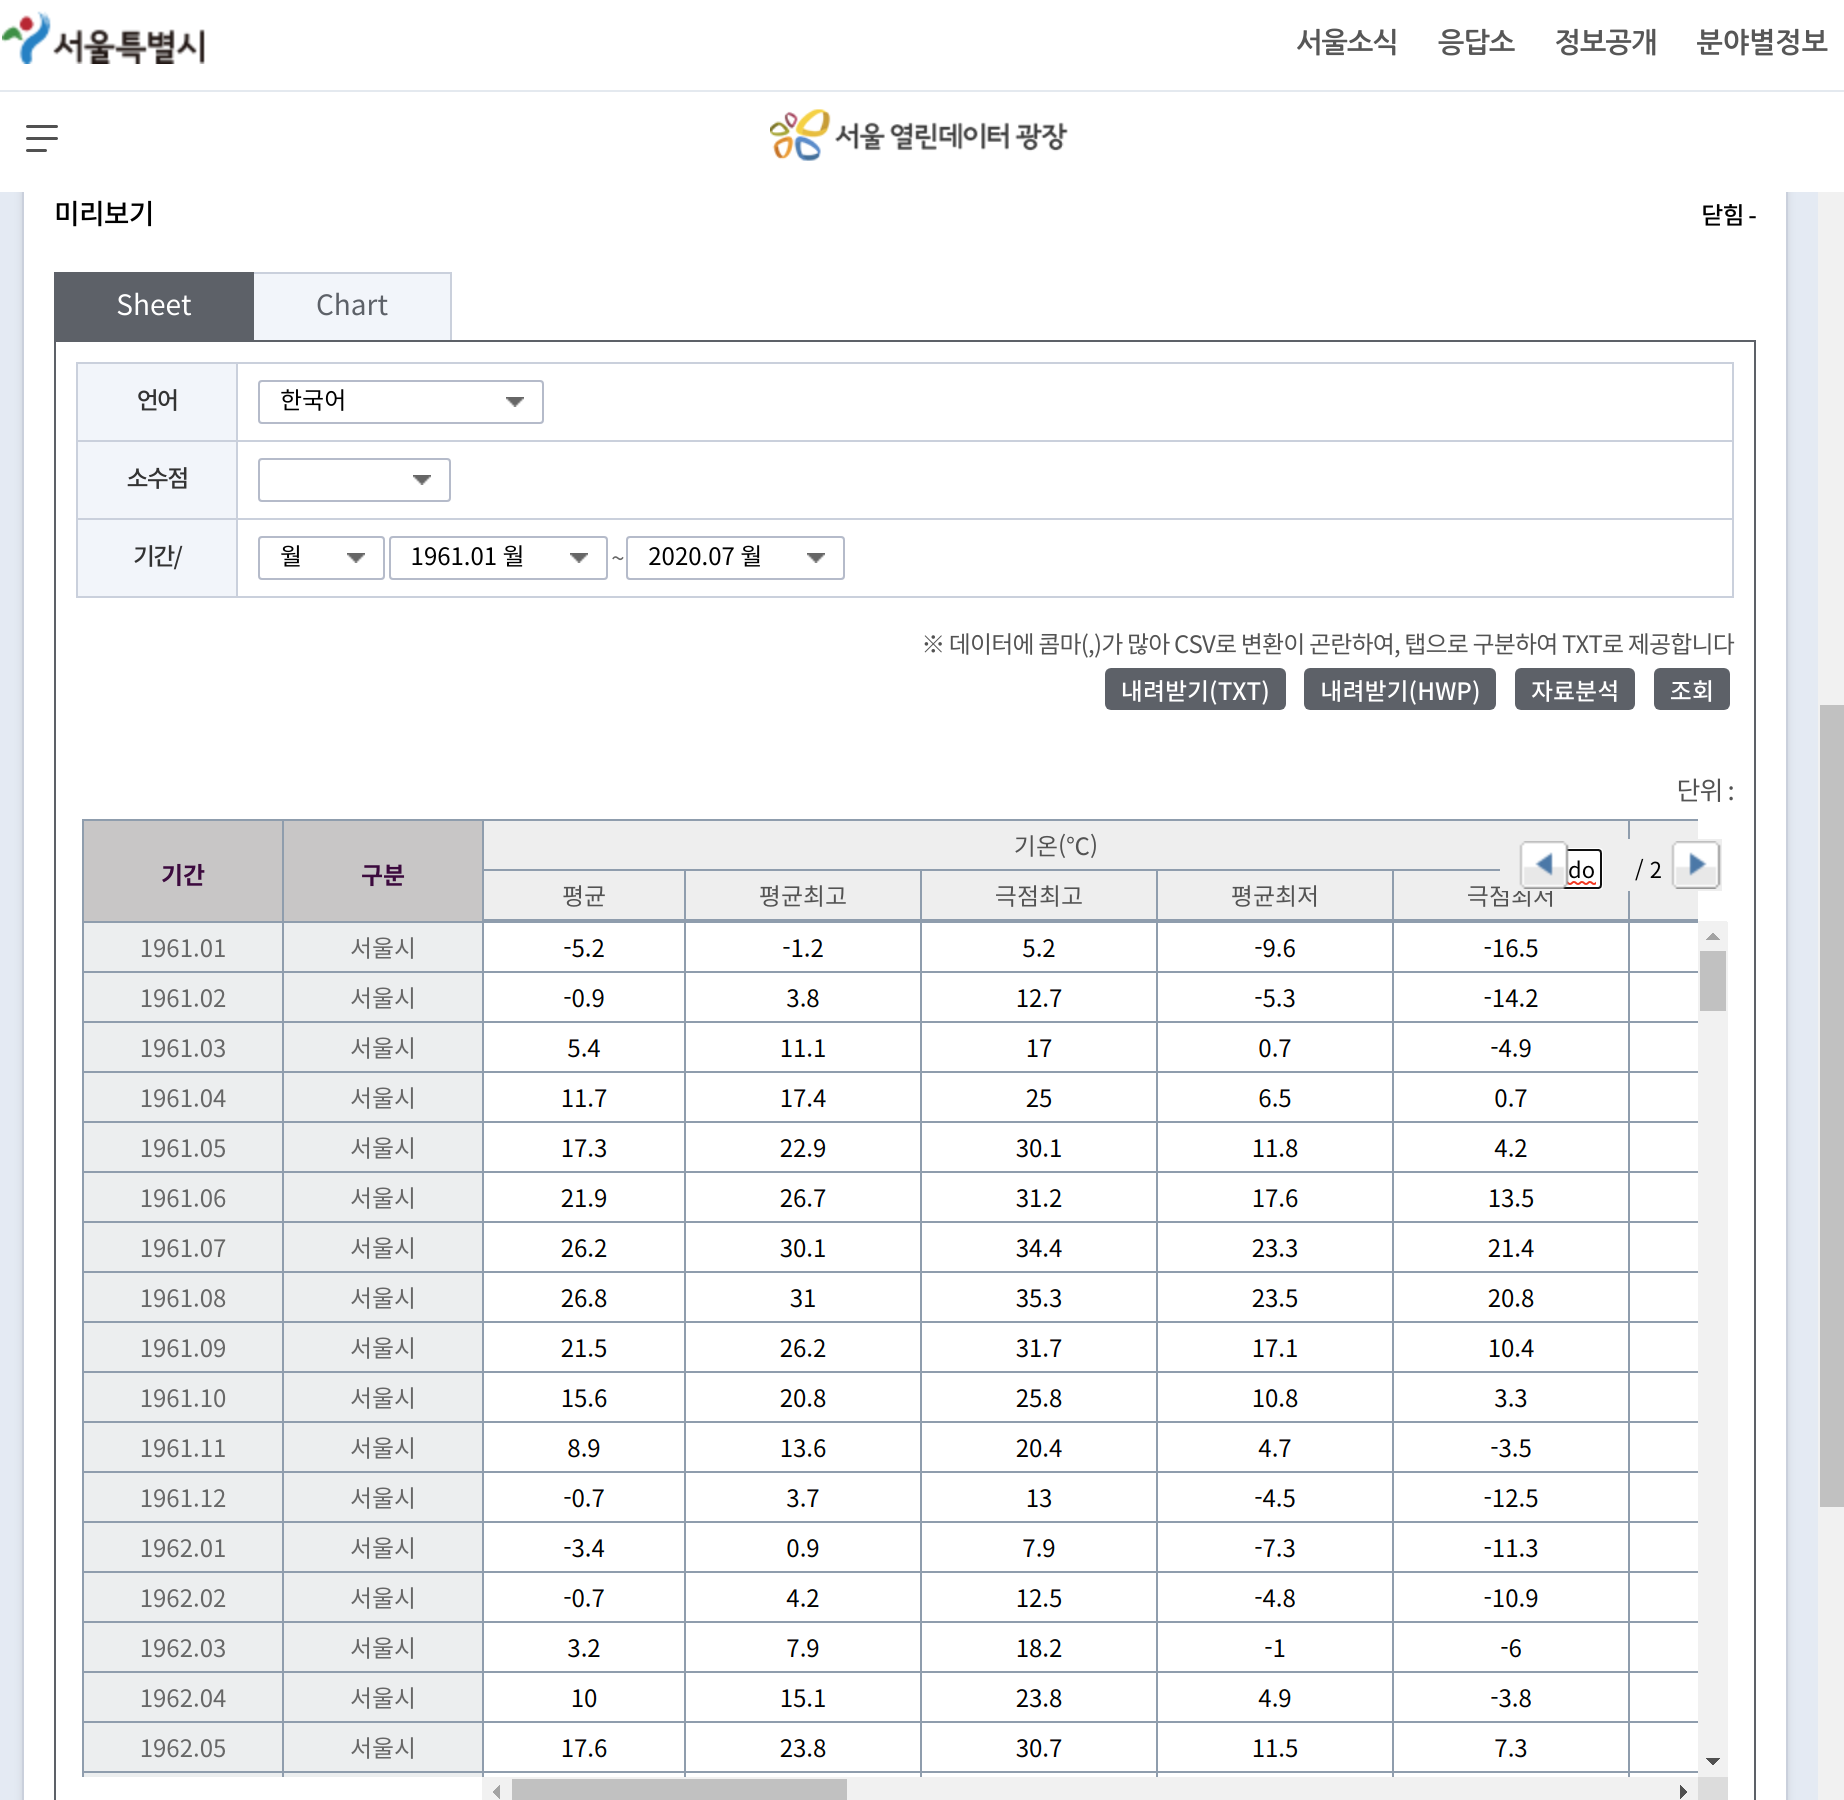 서울특별시
서울소식 응답소 정보공개 분야별정보
서울 열린데이터 광장
미리보기 닫힘 -
Sheet Chart
언어 한국어
소수점
기간/ 월 1961.01 월 ~ 2020.07 월
※ 데이터에 콤마(,)가 많아 CSV로 변환이 곤란하여, 탭으로 구분하여 TXT로 제공합니다
내려받기(TXT) 내려받기(HWP) 자료분석 조회
단위 :
기간 구분 기온(℃) do / 2
평균 평균최고 극점최고 평균최저 극점최저
1961.01 서울시 -5.2 -1.2 5.2 -9.6 -16.5
1961.02 서울시 -0.9 3.8 12.7 -5.3 -14.2
1961.03 서울시 5.4 11.1 17 0.7 -4.9
1961.04 서울시 11.7 17.4 25 6.5 0.7
1961.05 서울시 17.3 22.9 30.1 11.8 4.2
1961.06 서울시 21.9 26.7 31.2 17.6 13.5
1961.07 서울시 26.2 30.1 34.4 23.3 21.4
1961.08 서울시 26.8 31 35.3 23.5 20.8
1961.09 서울시 21.5 26.2 31.7 17.1 10.4
1961.10 서울시 15.6 20.8 25.8 10.8 3.3
1961.11 서울시 8.9 13.6 20.4 4.7 -3.5
1961.12 서울시 -0.7 3.7 13 -4.5 -12.5
1962.01 서울시 -3.4 0.9 7.9 -7.3 -11.3
1962.02 서울시 -0.7 4.2 12.5 -4.8 -10.9
1962.03 서울시 3.2 7.9 18.2 -1 -6
1962.04 서울시 10 15.1 23.8 4.9 -3.8
1962.05 서울시 17.6 23.8 30.7 11.5 7.3